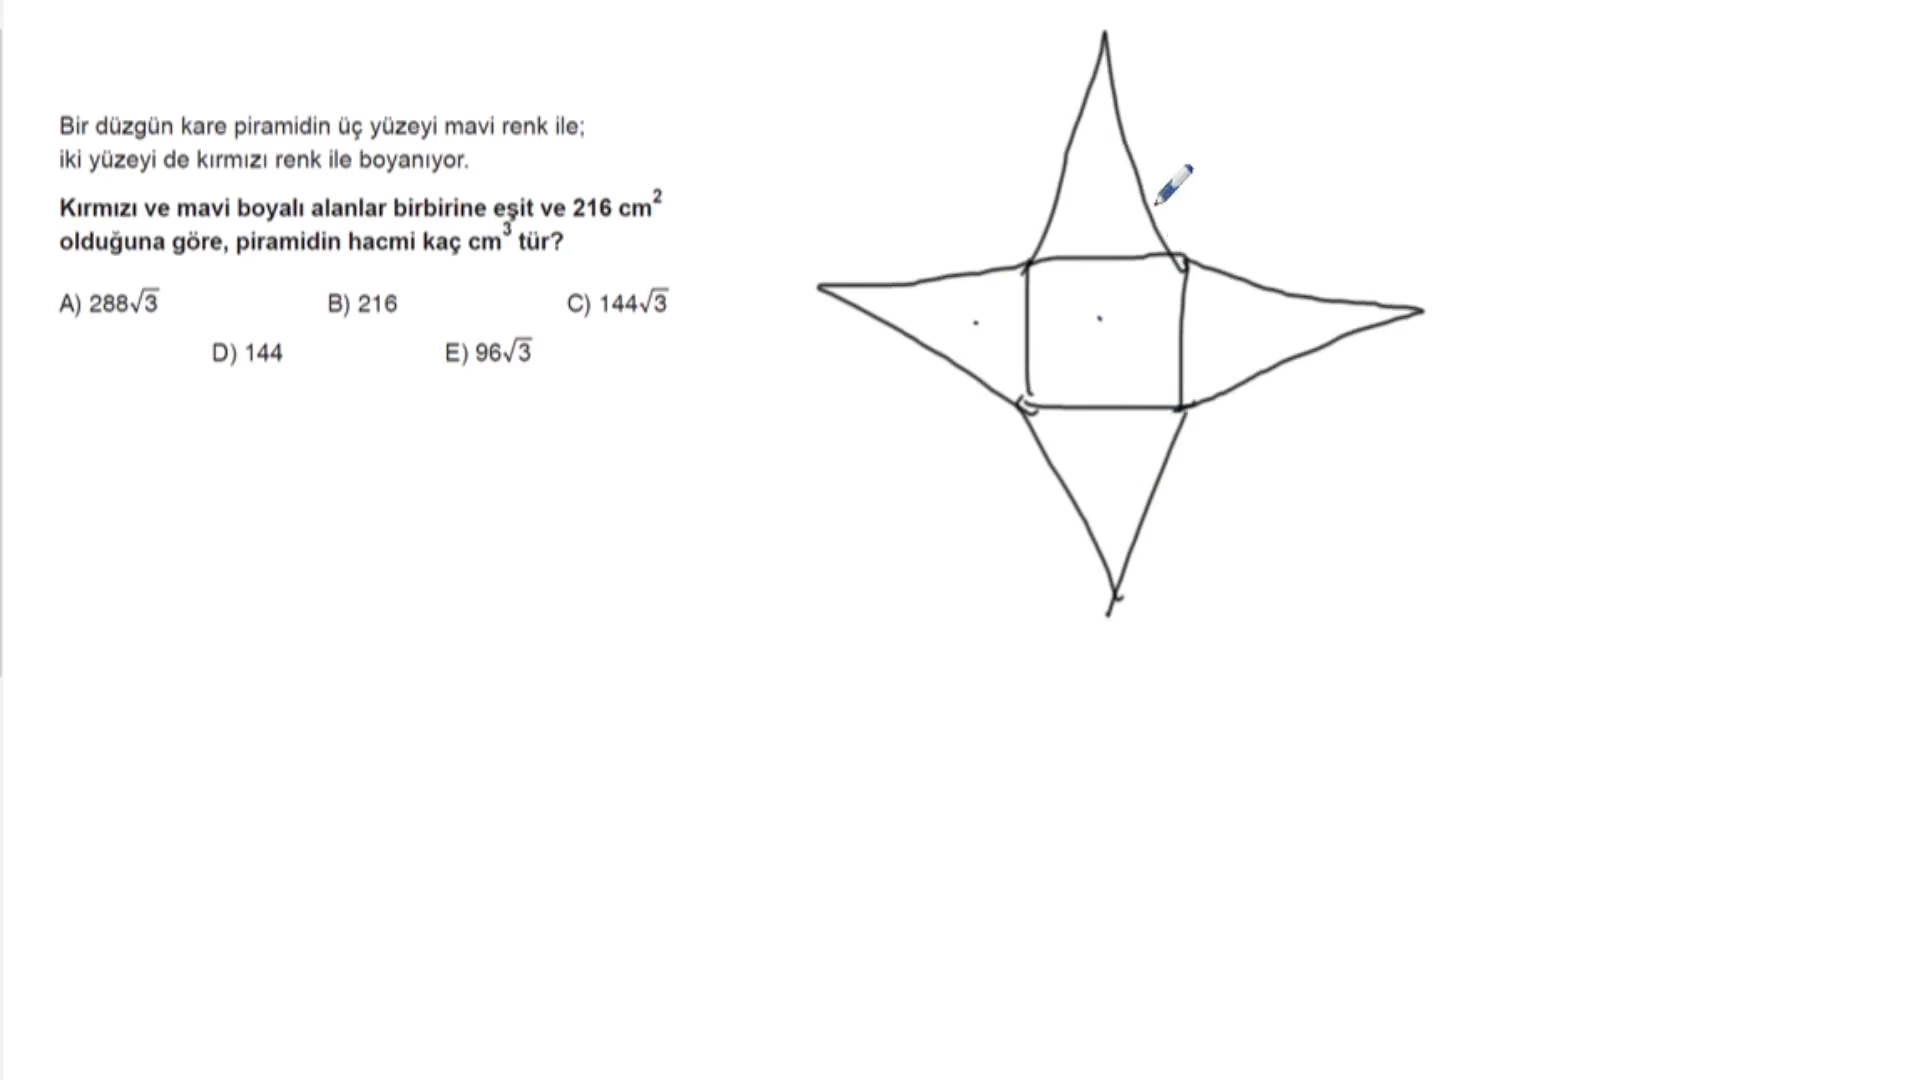 Bir düzgün kare piramidin üç yüzeyi mavi renk ile;
iki yüzeyi de kırmızı renk ile boyanıyor.
Kırmızı ve mavi boyalı alanlar birbirine eşit ve 216 cm²
olduğuna göre, piramidin hacmi kaç cm³ tür?
A) 288√3 B) 216 C) 144√3
D) 144 E) 96√3